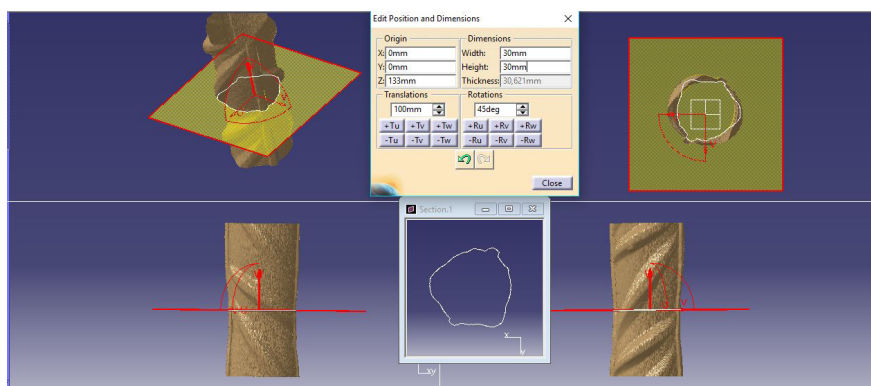 Edit Position and Dimensions
Origin
Dimensions
X: 0mm
Width: 30mm
Y: 0mm
Height: 30mm
Z: 133mm
Thickness: 30,621mm
Translations
Rotations
100mm
45deg
+Tu +Tv +Tw
+Ru +Rv +Rw
-Tu -Tv -Tw
-Ru -Rv -Rw
Close
Section.1
x
y
xy